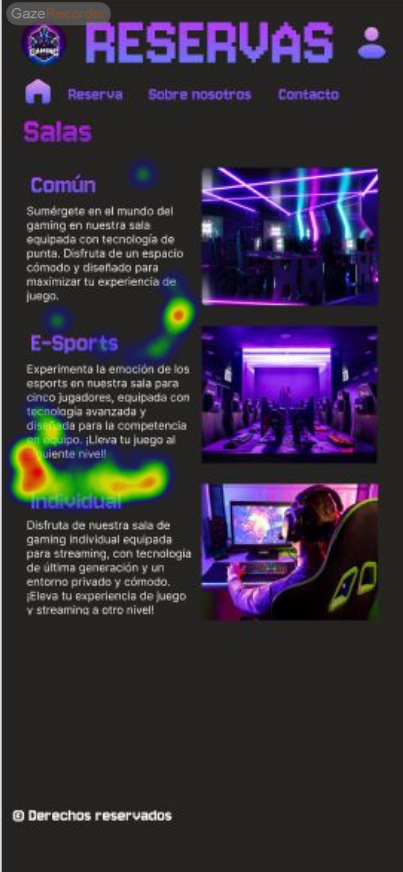 GazeRecorder
GAMING
RESERVAS
Reserva
Sobre nosotros
Contacto
Salas
Común
Sumérgete en el mundo del
gaming en nuestra sala
equipada con tecnología de
punta. Disfruta de un espacio
cómodo y diseñado para
maximizar tu experiencia de
juego.
E-Sports
Experimenta la emoción de los
esports en nuestra sala para
cinco jugadores, equipada con
tecnología avanzada y
diseñada para la competencia
en equipo. ¡Lleva tu juego al
siguiente nivel!
Individual
Disfruta de nuestra sala de
gaming individual equipada
para streaming, con tecnología
de última generación y un
entorno privado y cómodo.
¡Eleva tu experiencia de juego
y streaming a otro nivel!
© Derechos reservados